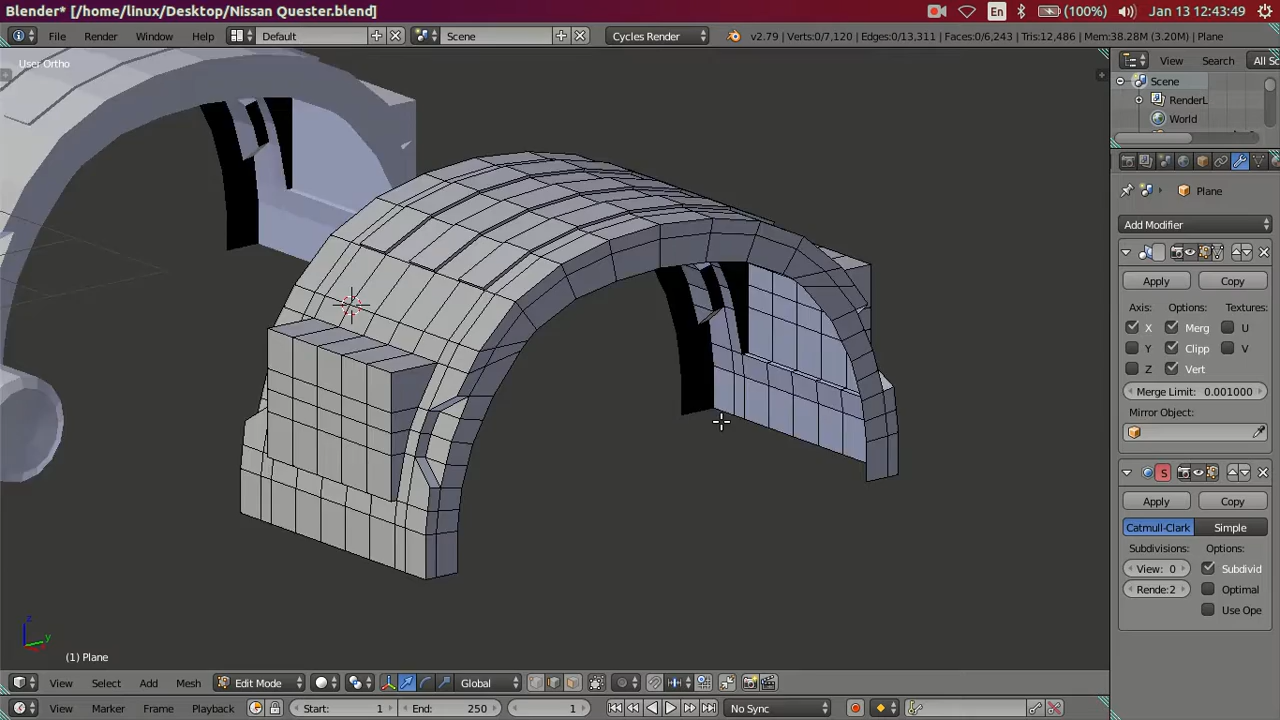 Blender* [/home/linux/Desktop/Nissan Quester.blend]
En
(100%)
Jan 13 12:43:49
File
Render
Window
Help
Default
Scene
Cycles Render
v2.79 | Verts:0/7,120 | Edges:0/13,311 | Faces:0/6,243 | Tris:12,486 | Mem:38.28M (3.20M) | Plane
User Ortho
View
Search
All Sc
Scene
RenderL
World
Plane
Add Modifier
Apply
Copy
Axis:
Options:
Textures:
X
Merg
U
Y
Clipp
V
Z
Vert
Merge Limit: 0.001000
Mirror Object:
S
Apply
Copy
Catmull-Clark
Simple
Subdivisions:
Options:
View: 0
Subdivid
Rende:2
Optimal
Use Ope
z
y
(1) Plane
View
Select
Add
Mesh
Edit Mode
Global
View
Marker
Frame
Playback
Start: 1
End: 250
1
No Sync